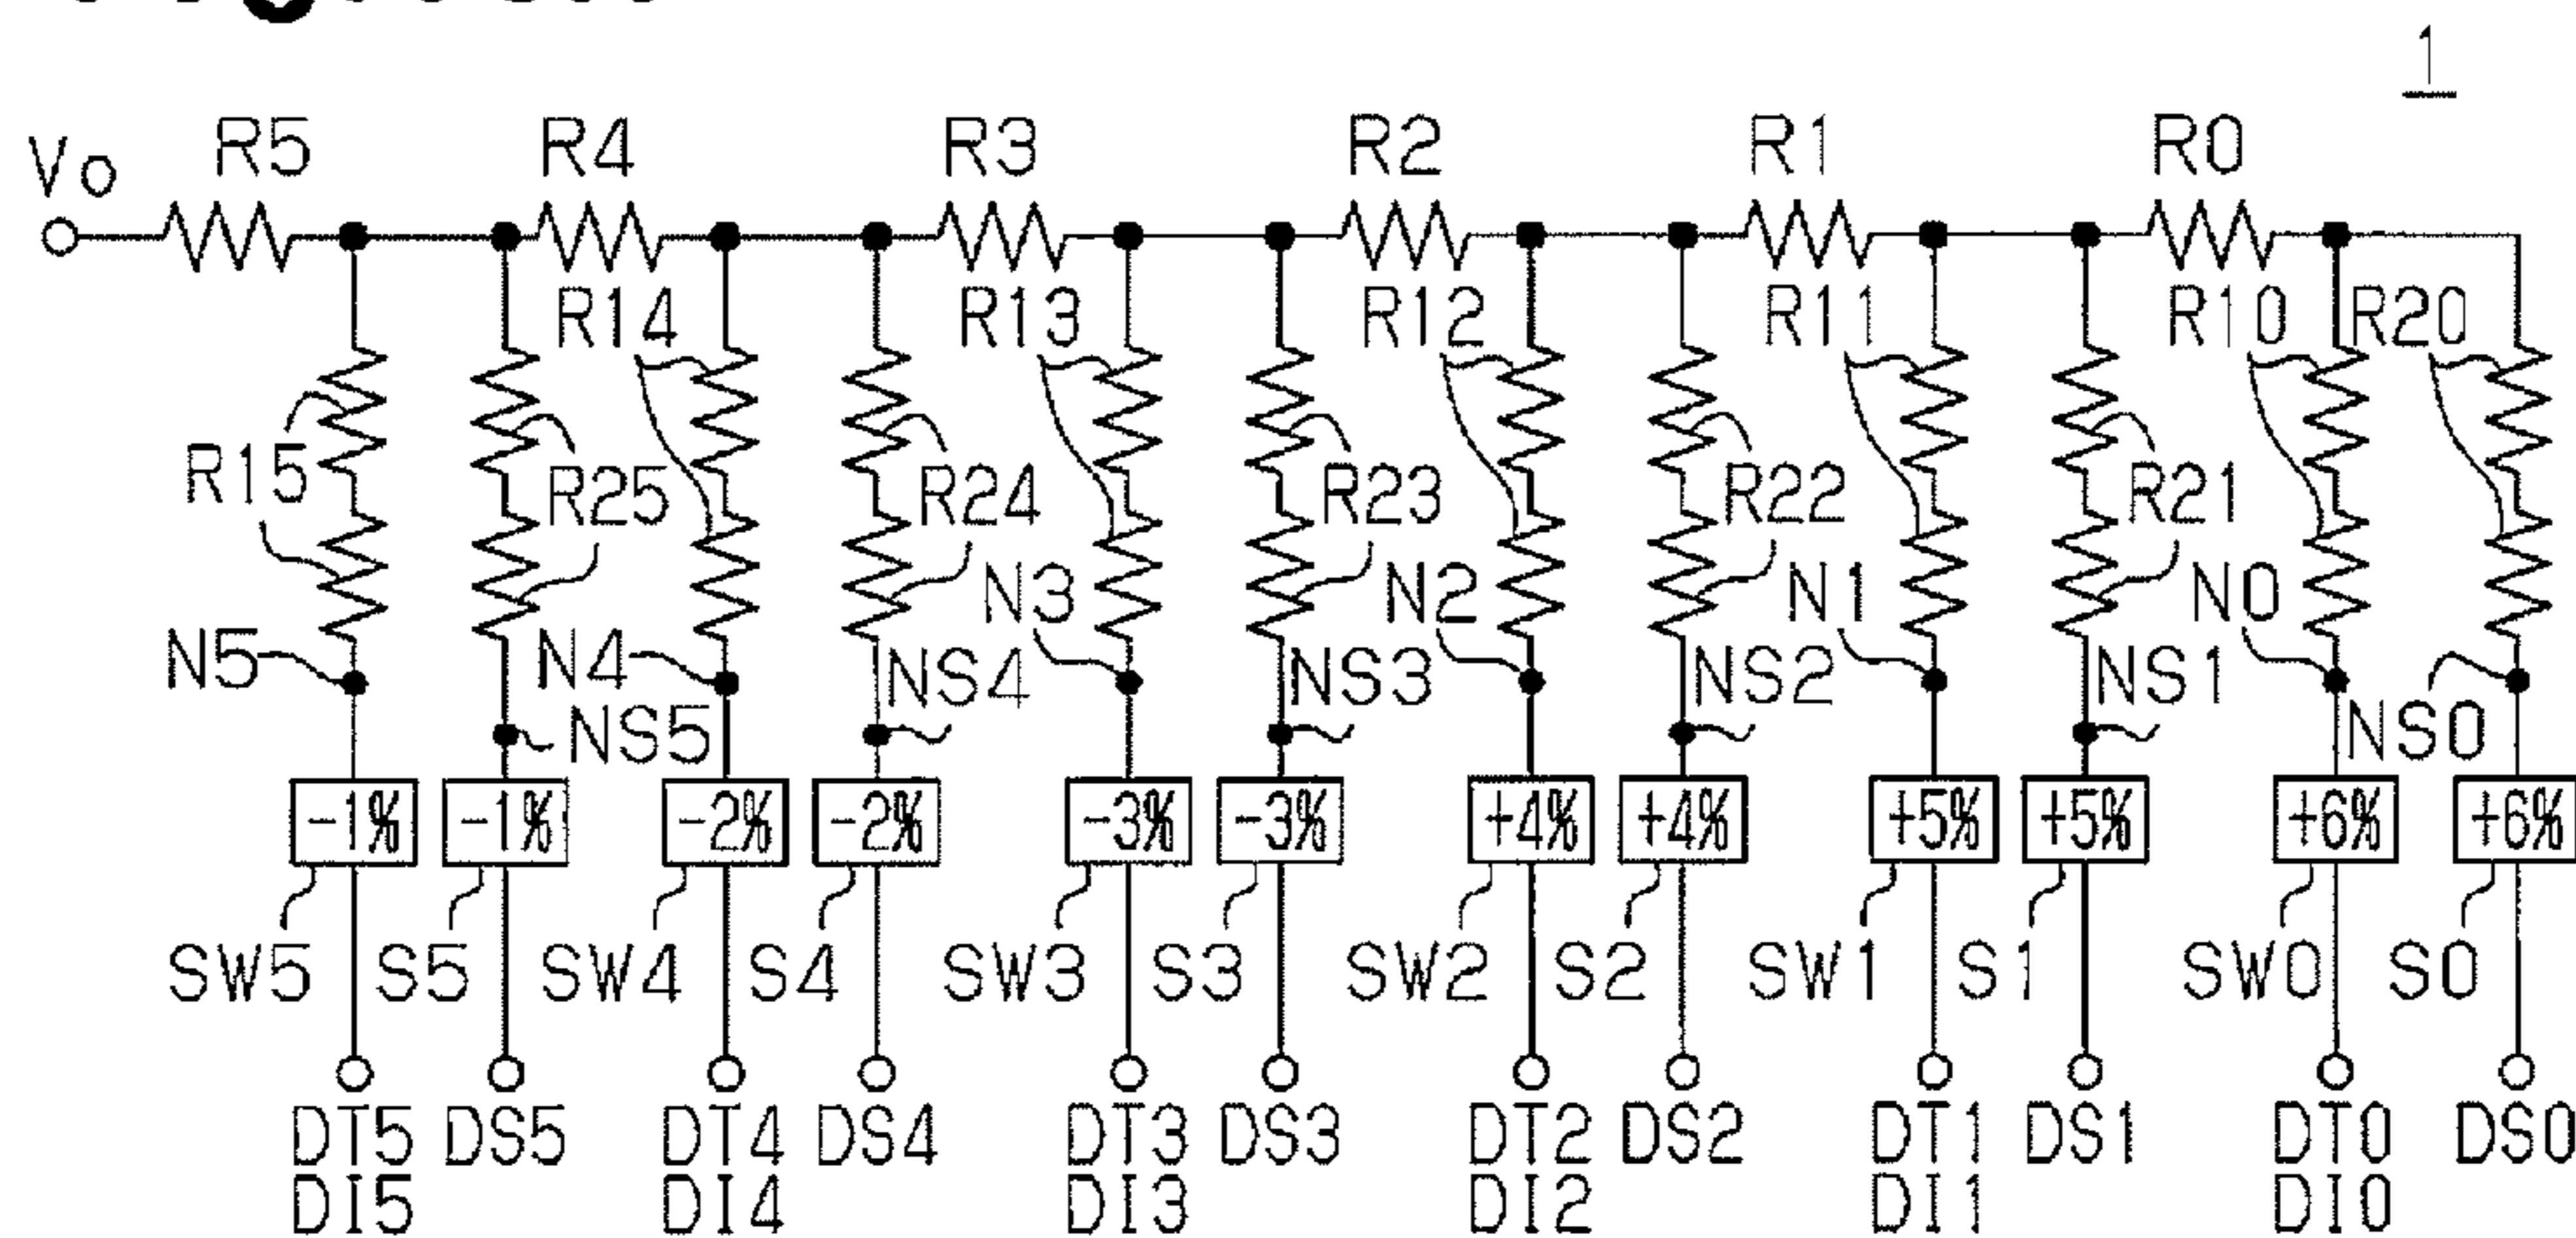 1
Vo R5 R4 R3 R2 R1 R0
R14 R13 R12 R11 R10 R20
R15 R25 R24 R23 R22 R21
N3 N2 N1 N0
N5 N4 NS4 NS3 NS2 NS1
NS5 NS0
-1% -1% -2% -2% -3% -3% +4% +4% +5% +5% +6% +6%
SW5 S5 SW4 S4 SW3 S3 SW2 S2 SW1 S1 SW0 S0
DT5 DS5 DT4 DS4 DT3 DS3 DT2 DS2 DT1 DS1 DT0 DS0
DI5 DI4 DI3 DI2 DI1 DI0